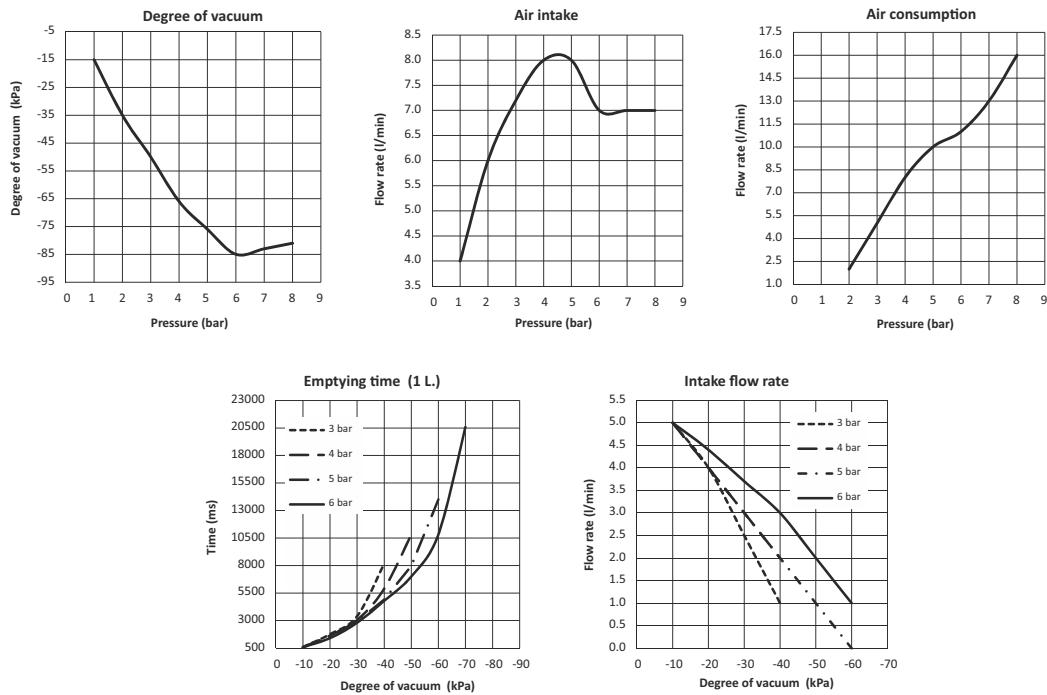 Degree of vacuum
Degree of vacuum (kPa)
-5
-15
-25
-35
-45
-55
-65
-75
-85
-95
0 1 2 3 4 5 6 7 8 9
Pressure (bar)
Air intake
Flow rate (l/min)
8.5
8.0
7.5
7.0
6.5
6.0
5.5
5.0
4.5
4.0
3.5
0 1 2 3 4 5 6 7 8 9
Pressure (bar)
Air consumption
Flow rate (l/min)
17.5
16.0
14.5
13.0
11.5
10.0
8.5
7.0
5.5
4.0
2.5
1.0
0 1 2 3 4 5 6 7 8 9
Pressure (bar)
Emptying time (1 L.)
Time (ms)
23000
20500
18000
15500
13000
10500
8000
5500
3000
500
3 bar
4 bar
5 bar
6 bar
0 -10 -20 -30 -40 -50 -60 -70 -80 -90
Degree of vacuum (kPa)
Intake flow rate
Flow rate (l/min)
5.5
5.0
4.5
4.0
3.5
3.0
2.5
2.0
1.5
1.0
0.5
0.0
3 bar
4 bar
5 bar
6 bar
0 -10 -20 -30 -40 -50 -60 -70
Degree of vacuum (kPa)